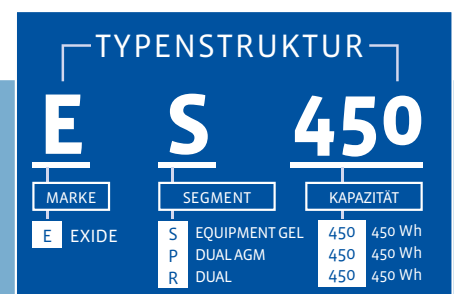 TYPENSTRUKTUR
E S 450
MARKE SEGMENT KAPAZITÄT
E EXIDE S EQUIPMENT GEL 450 450 Wh
P DUAL AGM 450 450 Wh
R DUAL 450 450 Wh